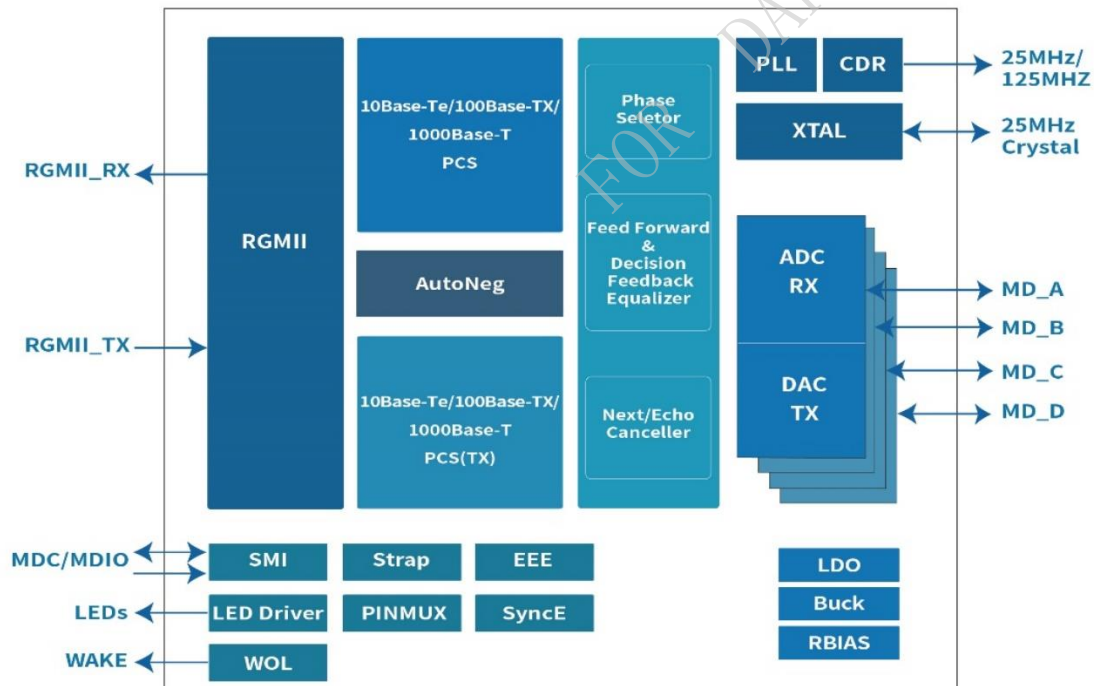 RGMII_RX
RGMII_TX
RGMII
10Base-Te/100Base-TX/
1000Base-T
PCS
AutoNeg
10Base-Te/100Base-TX/
1000Base-T
PCS(TX)
Phase
Seletor
Feed Forward
&
Decision
Feedback
Equalizer
Next/Echo
Canceller
PLL
CDR
25MHz/
125MHZ
XTAL
25MHz
Crystal
ADC
RX
DAC
TX
MD_A
MD_B
MD_C
MD_D
MDC/MDIO
SMI
Strap
EEE
LEDs
LED Driver
PINMUX
SyncE
WAKE
WOL
LDO
Buck
RBIAS
FOR